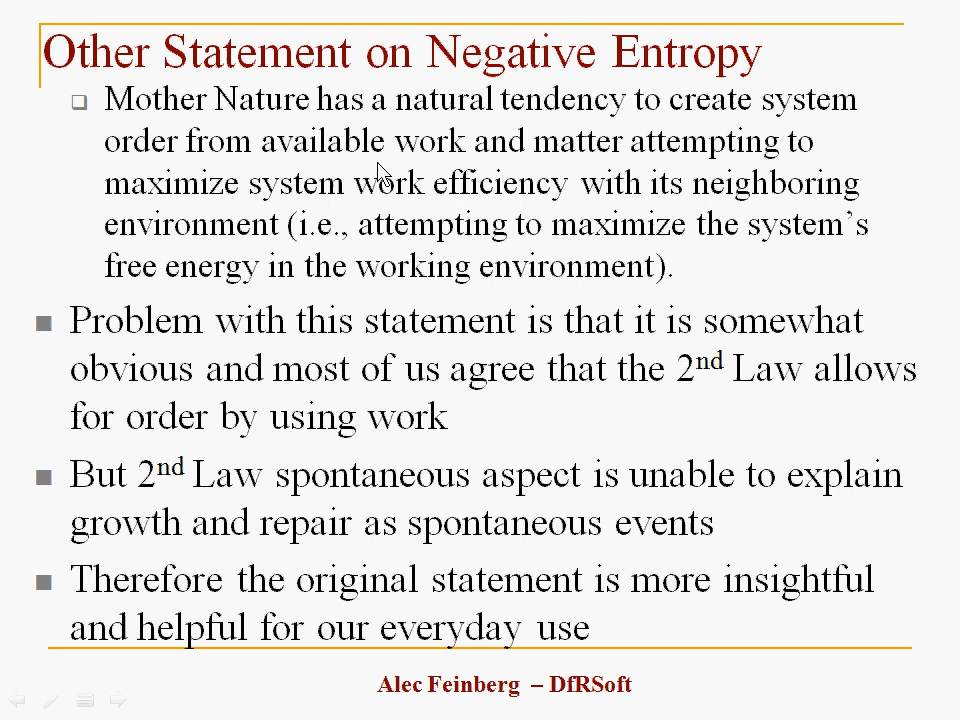 Other Statement on Negative Entropy
Mother Nature has a natural tendency to create system
order from available work and matter attempting to
maximize system work efficiency with its neighboring
environment (i.e., attempting to maximize the system's
free energy in the working environment).
Problem with this statement is that it is somewhat
obvious and most of us agree that the 2nd Law allows
for order by using work
But 2nd Law spontaneous aspect is unable to explain
growth and repair as spontaneous events
Therefore the original statement is more insightful
and helpful for our everyday use
Alec Feinberg – DfRSoft